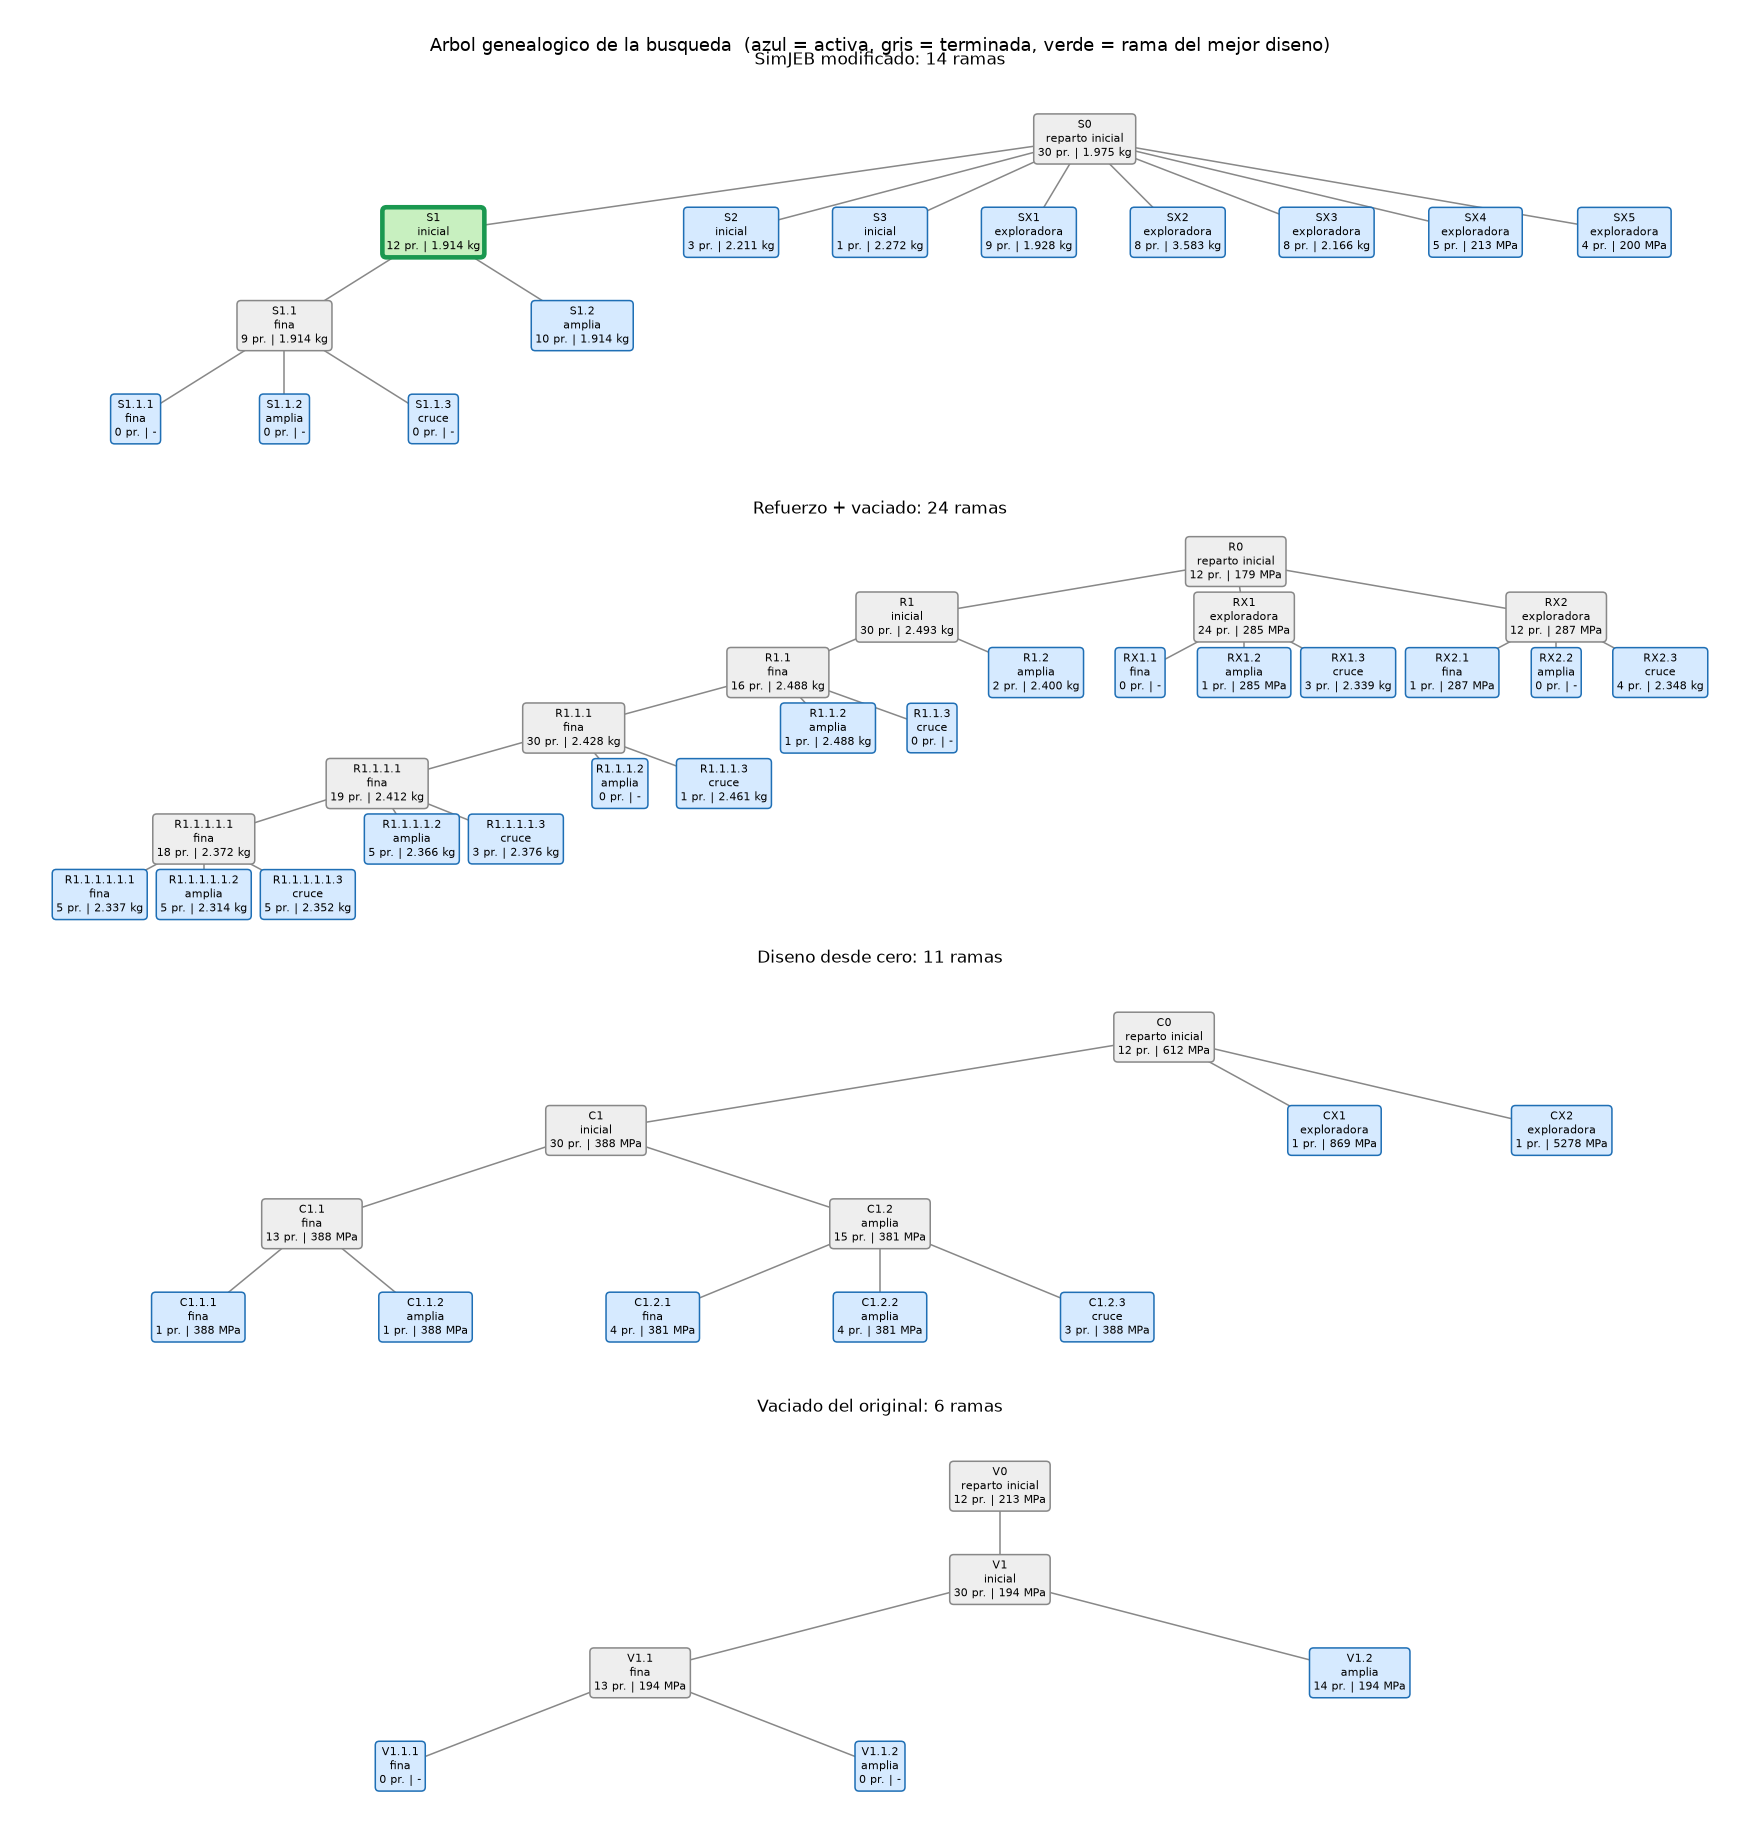 Arbol genealogico de la busqueda  (azul = activa, gris = terminada, verde = rama del mejor diseno)
SimJEB modificado: 14 ramas
S0
reparto inicial
30 pr. | 1.975 kg
S1
inicial
12 pr. | 1.914 kg
S2
inicial
3 pr. | 2.211 kg
S3
inicial
1 pr. | 2.272 kg
SX1
exploradora
9 pr. | 1.928 kg
SX2
exploradora
8 pr. | 3.583 kg
SX3
exploradora
8 pr. | 2.166 kg
SX4
exploradora
5 pr. | 213 MPa
SX5
exploradora
4 pr. | 200 MPa
S1.1
fina
9 pr. | 1.914 kg
S1.2
amplia
10 pr. | 1.914 kg
S1.1.1
fina
0 pr. | -
S1.1.2
amplia
0 pr. | -
S1.1.3
cruce
0 pr. | -
Refuerzo + vaciado: 24 ramas
R0
reparto inicial
12 pr. | 179 MPa
R1
inicial
30 pr. | 2.493 kg
RX1
exploradora
24 pr. | 285 MPa
RX2
exploradora
12 pr. | 287 MPa
R1.1
fina
16 pr. | 2.488 kg
R1.2
amplia
2 pr. | 2.400 kg
RX1.1
fina
0 pr. | -
RX1.2
amplia
1 pr. | 285 MPa
RX1.3
cruce
3 pr. | 2.339 kg
RX2.1
fina
1 pr. | 287 MPa
RX2.2
amplia
0 pr. | -
RX2.3
cruce
4 pr. | 2.348 kg
R1.1.1
fina
30 pr. | 2.428 kg
R1.1.2
amplia
1 pr. | 2.488 kg
R1.1.3
cruce
0 pr. | -
R1.1.1.1
fina
19 pr. | 2.412 kg
R1.1.1.2
amplia
0 pr. | -
R1.1.1.3
cruce
1 pr. | 2.461 kg
R1.1.1.1.1
fina
18 pr. | 2.372 kg
R1.1.1.1.2
amplia
5 pr. | 2.366 kg
R1.1.1.1.3
cruce
3 pr. | 2.376 kg
R1.1.1.1.1.1
fina
5 pr. | 2.337 kg
R1.1.1.1.1.2
amplia
5 pr. | 2.314 kg
R1.1.1.1.1.3
cruce
5 pr. | 2.352 kg
Diseno desde cero: 11 ramas
C0
reparto inicial
12 pr. | 612 MPa
C1
inicial
30 pr. | 388 MPa
CX1
exploradora
1 pr. | 869 MPa
CX2
exploradora
1 pr. | 5278 MPa
C1.1
fina
13 pr. | 388 MPa
C1.2
amplia
15 pr. | 381 MPa
C1.1.1
fina
1 pr. | 388 MPa
C1.1.2
amplia
1 pr. | 388 MPa
C1.2.1
fina
4 pr. | 381 MPa
C1.2.2
amplia
4 pr. | 381 MPa
C1.2.3
cruce
3 pr. | 388 MPa
Vaciado del original: 6 ramas
V0
reparto inicial
12 pr. | 213 MPa
V1
inicial
30 pr. | 194 MPa
V1.1
fina
13 pr. | 194 MPa
V1.2
amplia
14 pr. | 194 MPa
V1.1.1
fina
0 pr. | -
V1.1.2
amplia
0 pr. | -